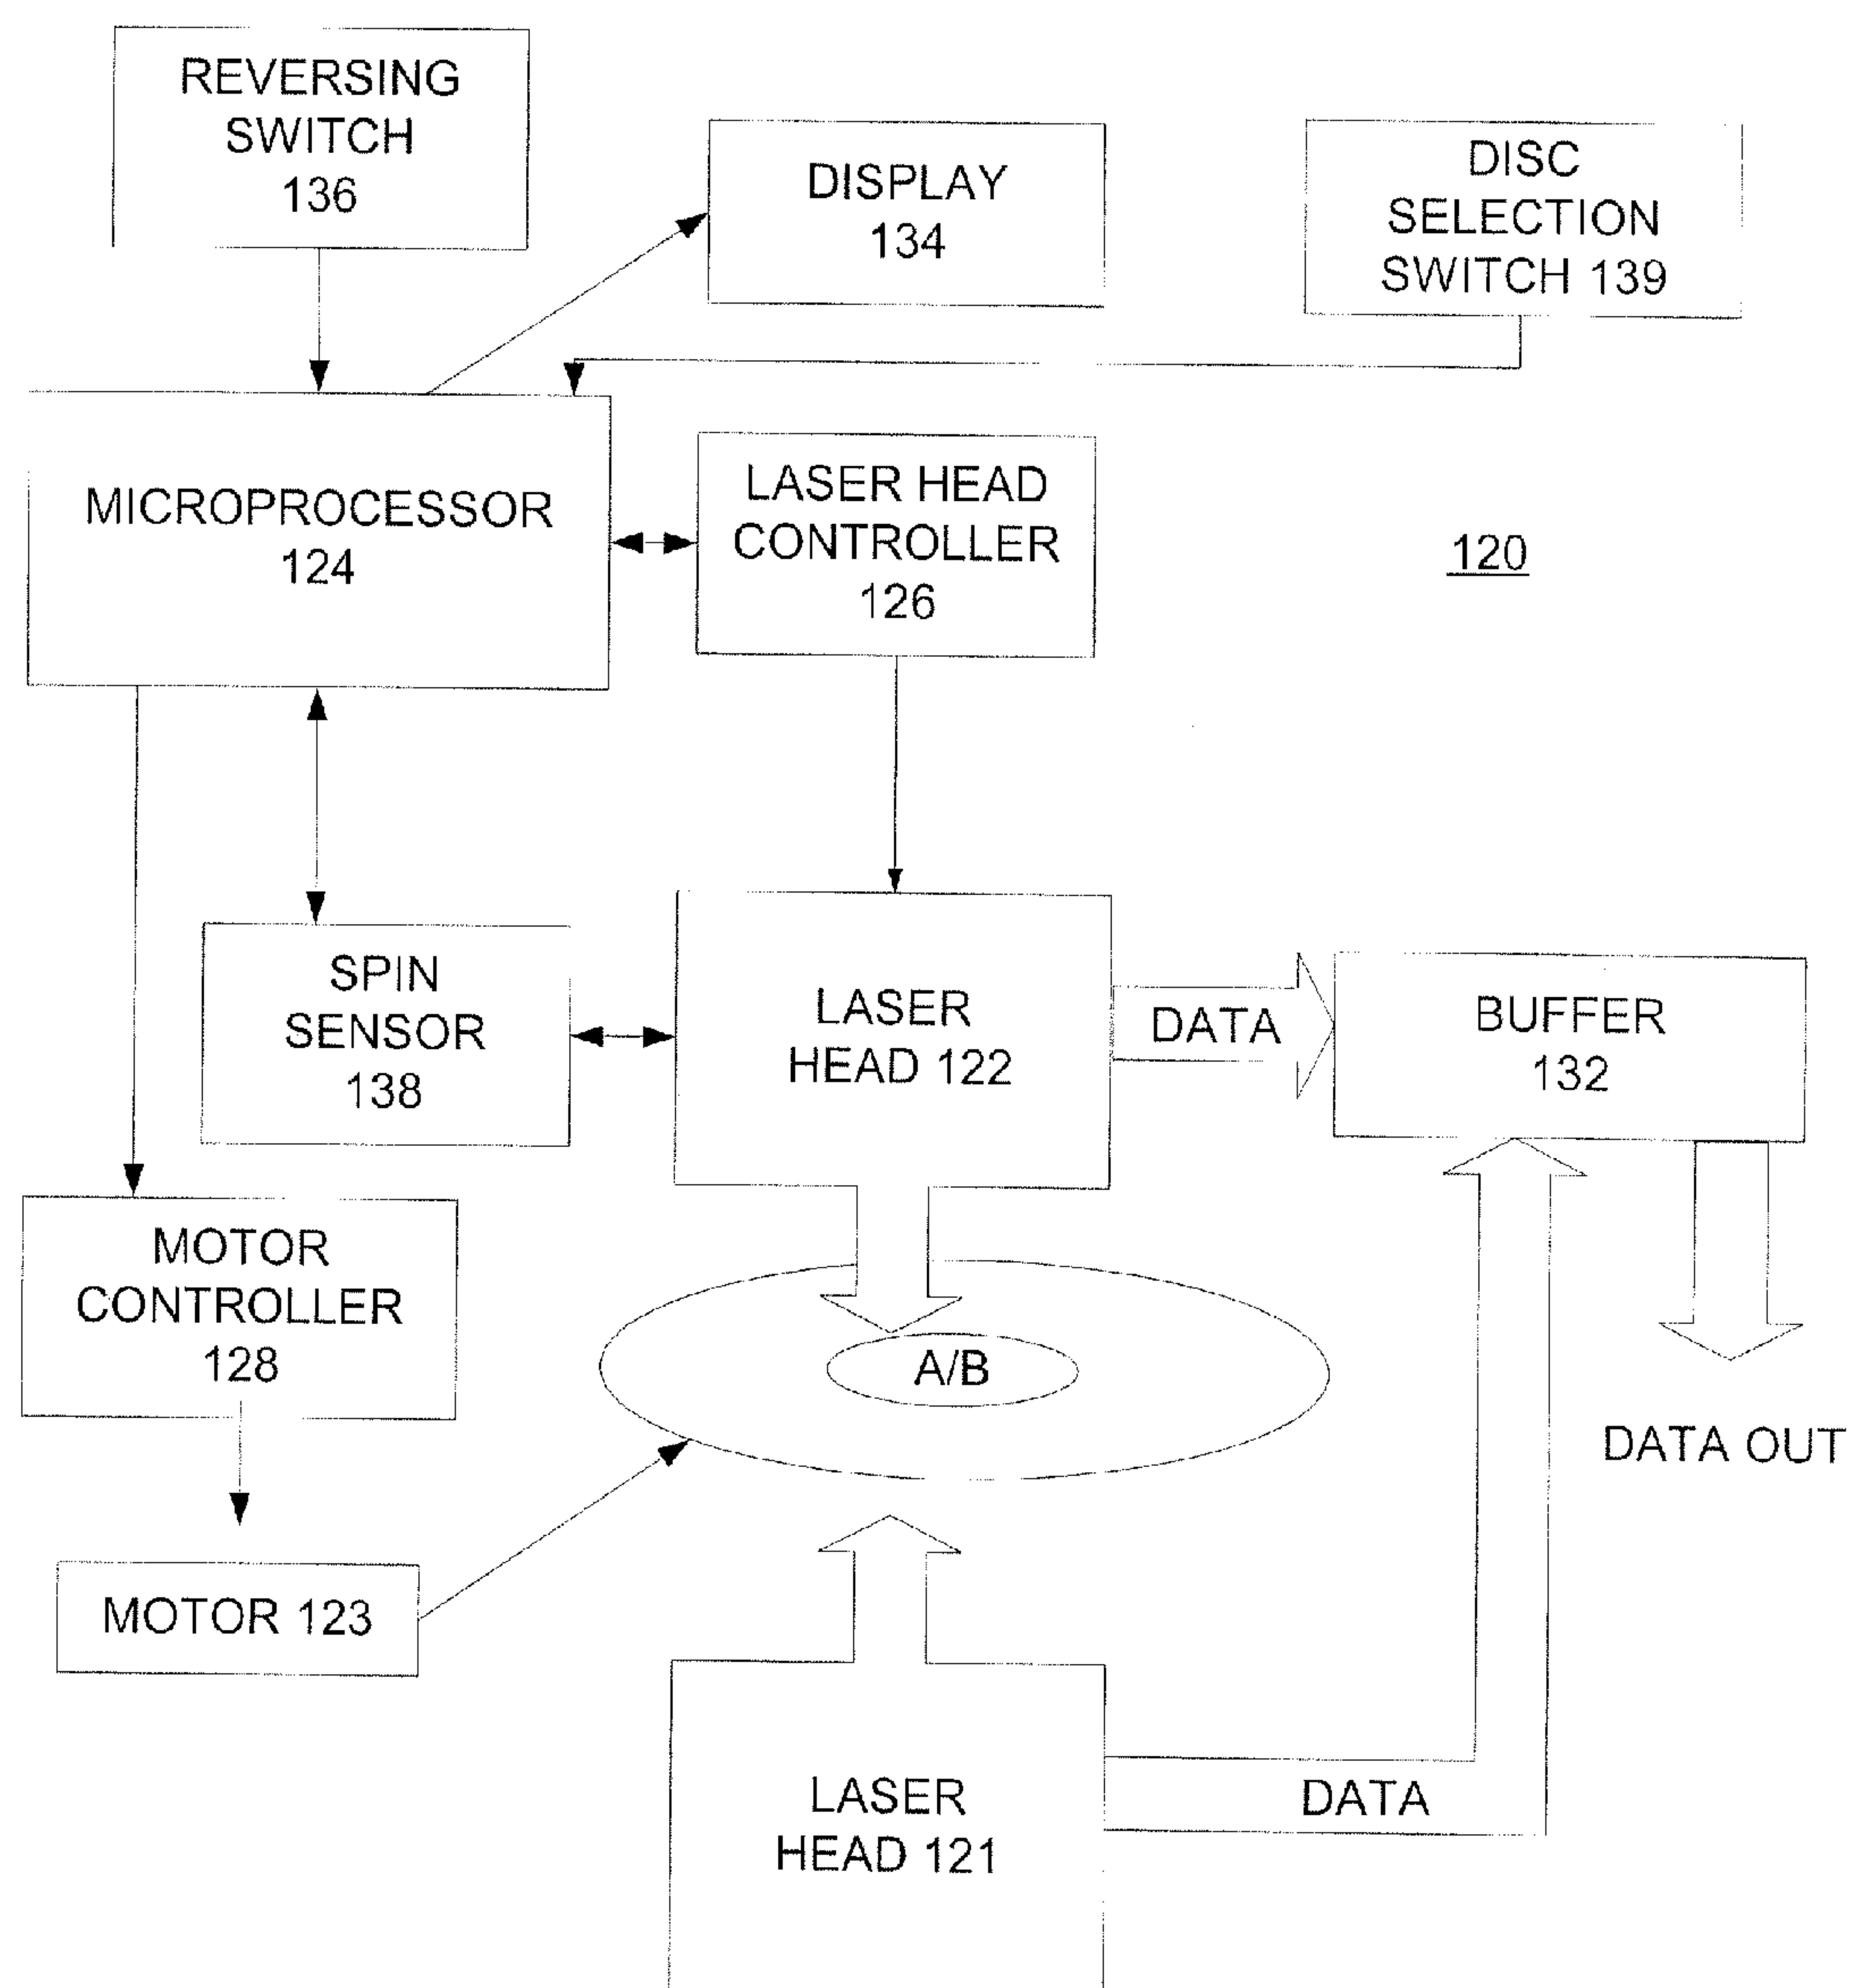 REVERSING
SWITCH
136
DISPLAY
134
DISC
SELECTION
SWITCH 139
MICROPROCESSOR
124
LASER HEAD
CONTROLLER
126
120
SPIN
SENSOR
138
LASER
HEAD 122
DATA
BUFFER
132
MOTOR
CONTROLLER
128
A/B
DATA OUT
MOTOR 123
LASER
HEAD 121
DATA